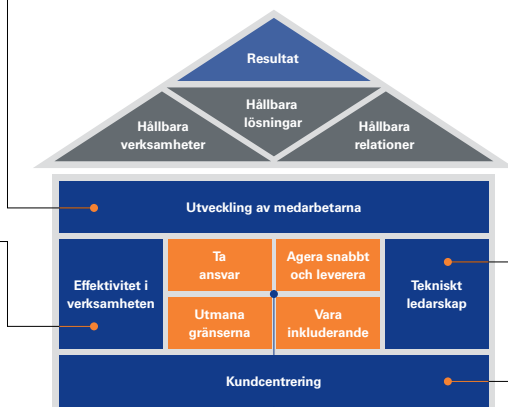 Resultat
Hållbara
lösningar
Hållbara
verksamheter
Hållbara
relationer
Utveckling av medarbetarna
Effektivitet i
verksamheten
Ta
ansvar
Agera snabbt
och leverera
Tekniskt
ledarskap
Utmana
gränserna
Vara
inkluderande
Kundcentrering